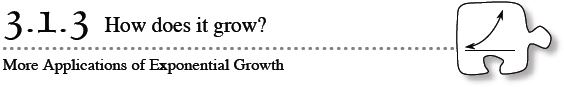 3.1.3 How does it grow?
More Applications of Exponential Growth